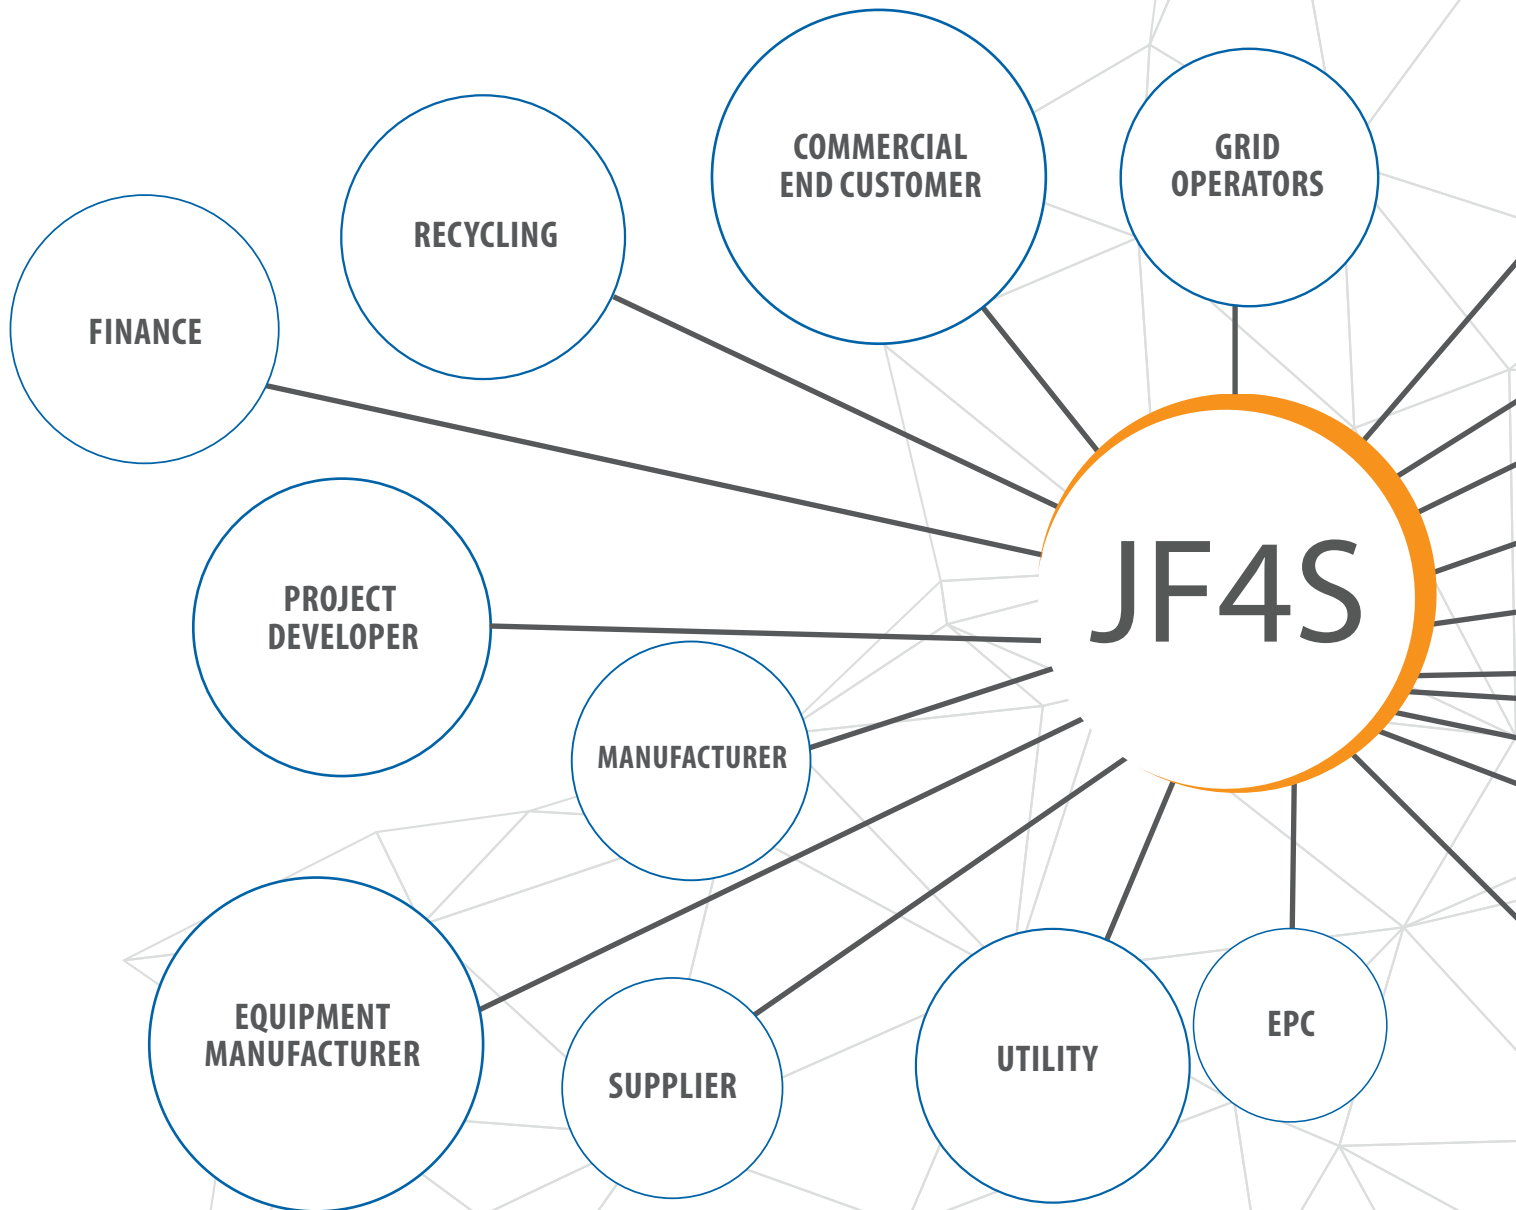 COMMERCIAL
END CUSTOMER
GRID
OPERATORS
RECYCLING
FINANCE
JF4S
PROJECT
DEVELOPER
MANUFACTURER
EQUIPMENT
MANUFACTURER
SUPPLIER
UTILITY
EPC